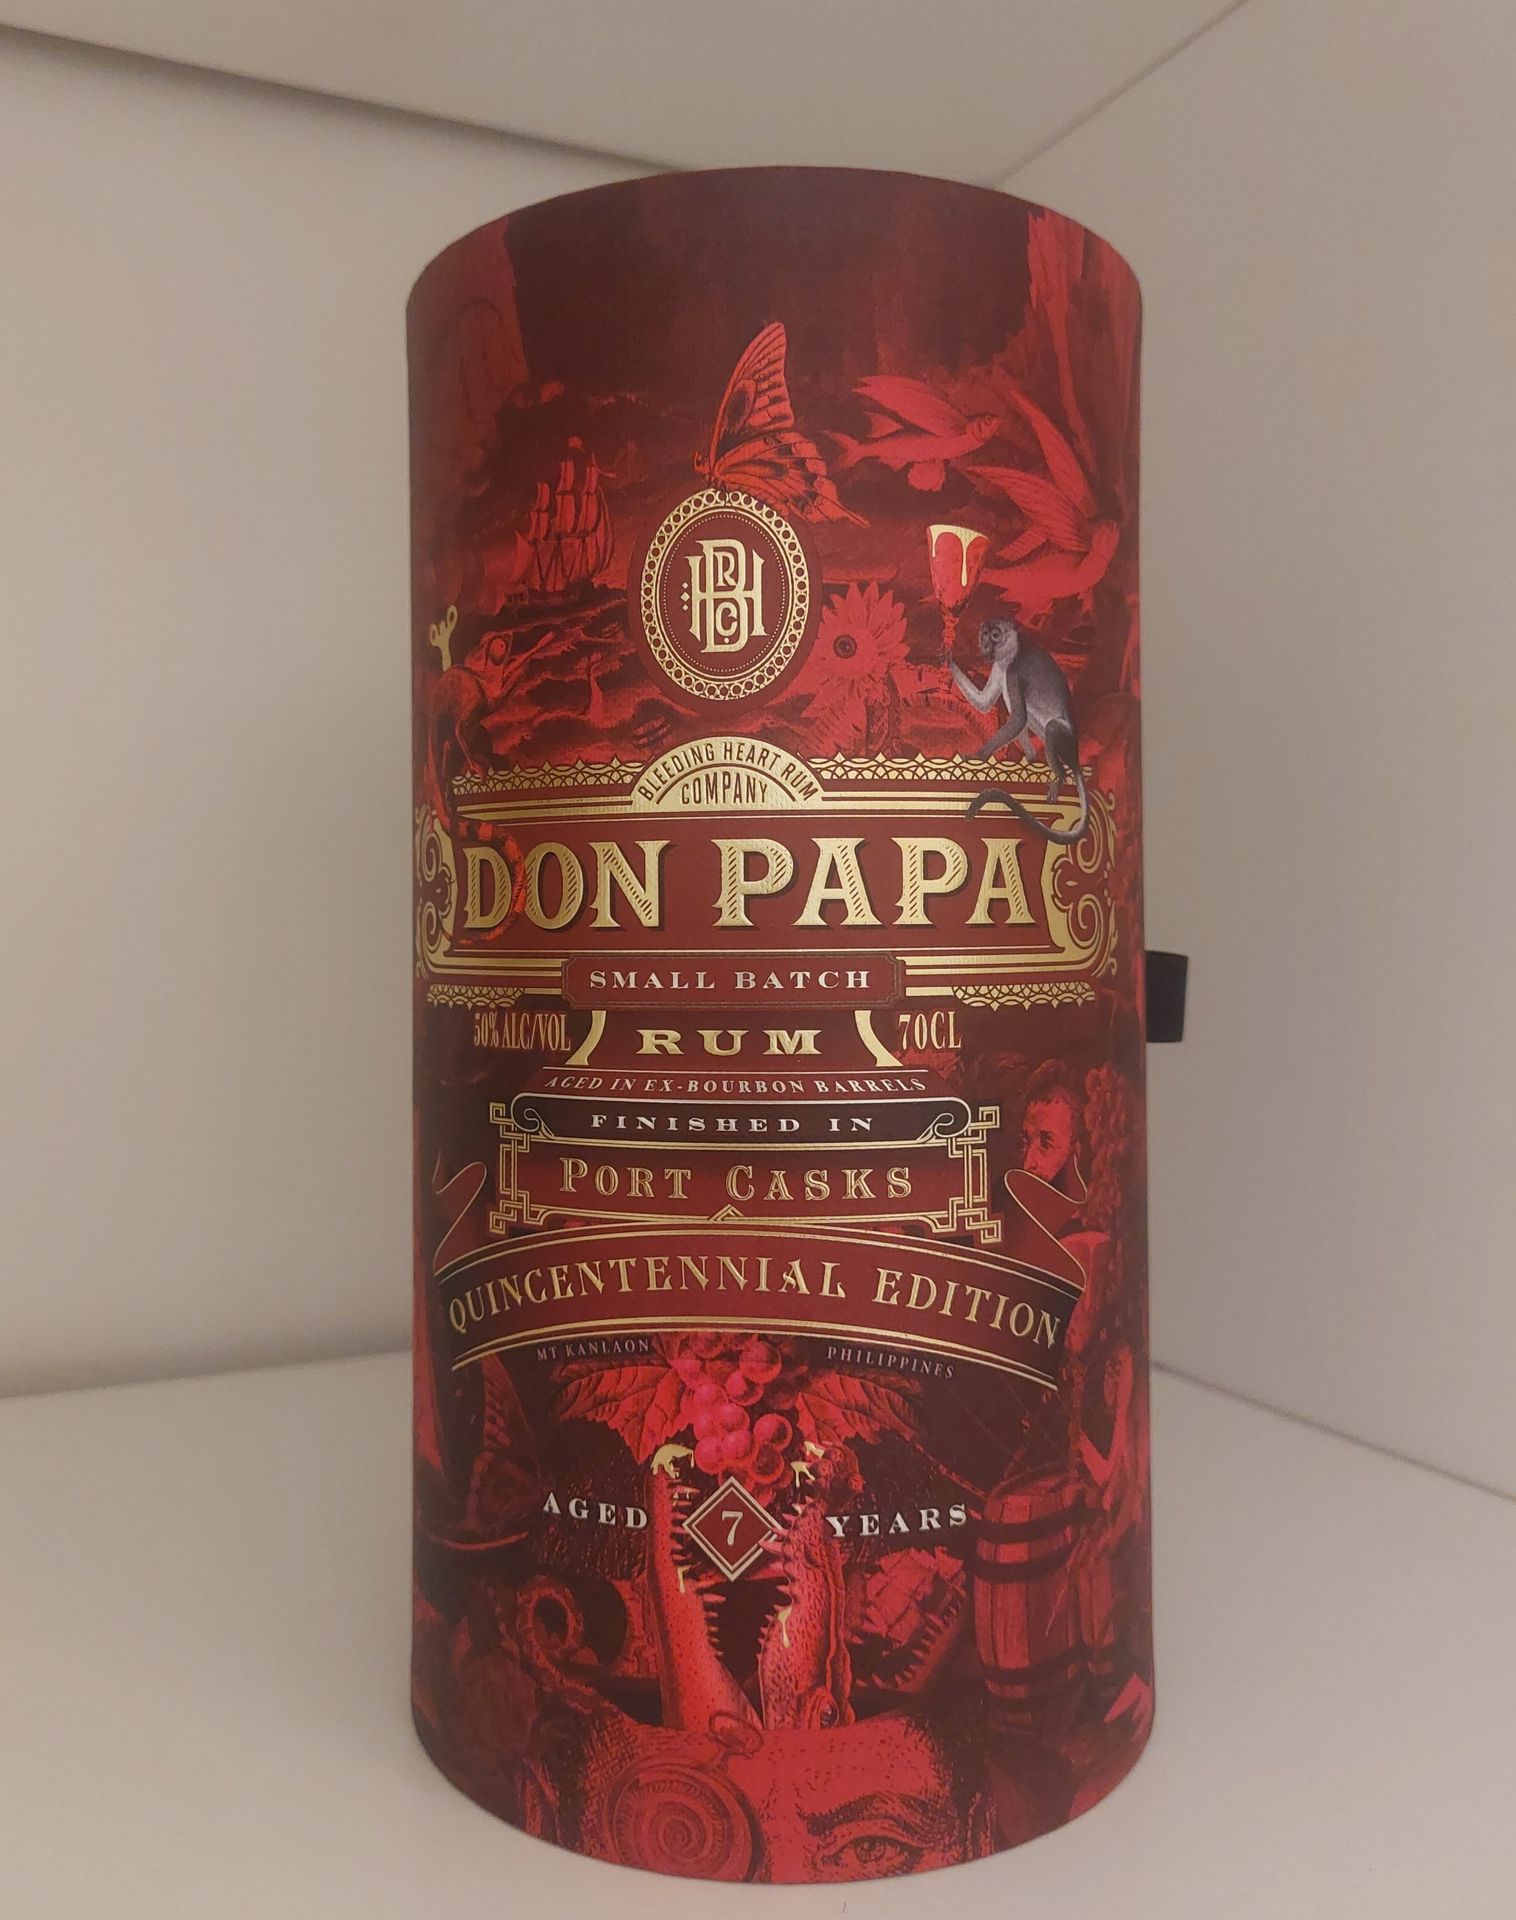 BHRC
BLEEDING HEART RUM
COMPANY
DON PAPA
SMALL BATCH
50% ALC/VOL
RUM
70CL
AGED IN EX-BOURBON BARRELS
FINISHED IN
PORT CASKS
QUINCENTENNIAL EDITION
MT KANLAON
PHILIPPINES
AGED 7 YEARS